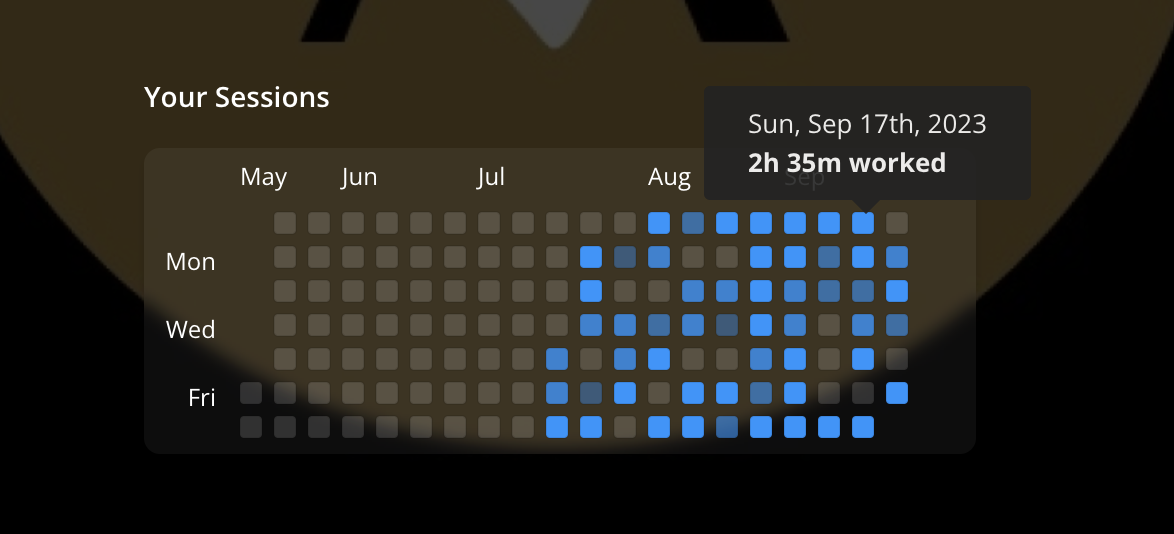 Your Sessions
Sun, Sep 17th, 2023
2h 35m worked
May Jun Jul Aug Sep
Mon
Wed
Fri